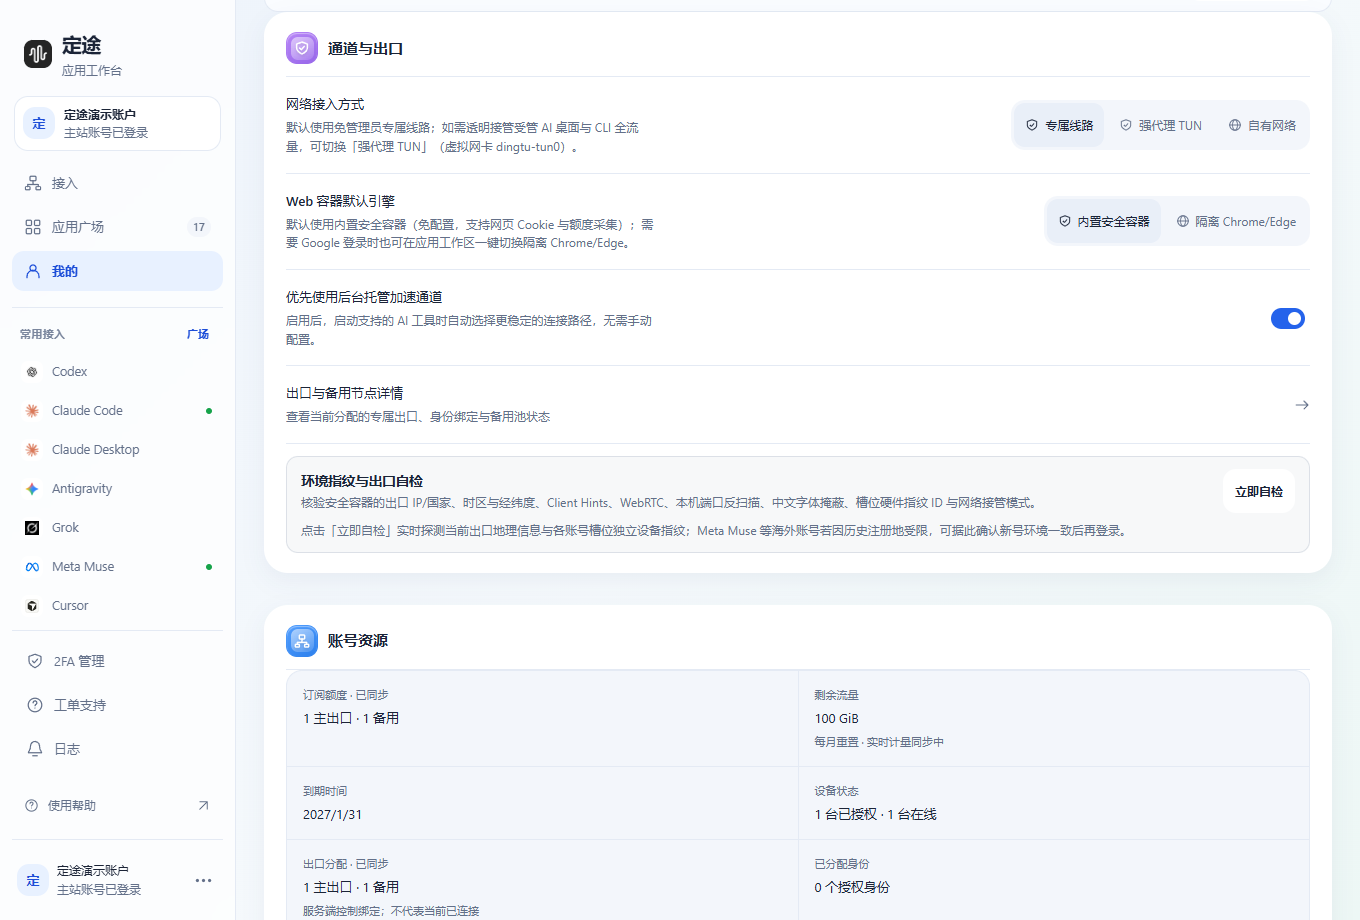 定途
应用工作台
定
定途演示账户
主站账号已登录
接入
应用广场
17
我的
常用接入
广场
Codex
Claude Code
Claude Desktop
Antigravity
Grok
Meta Muse
Cursor
2FA 管理
工单支持
日志
使用帮助
定
定途演示账户
主站账号已登录
通道与出口
网络接入方式
默认使用免管理员专属线路；如需透明接管受管 AI 桌面与 CLI 全流
量，可切换「强代理 TUN」（虚拟网卡 dingtu-tun0）。
专属线路
强代理 TUN
自有网络
Web 容器默认引擎
默认使用内置安全容器（免配置，支持网页 Cookie 与额度采集）；需
要 Google 登录时也可在应用工作区一键切换隔离 Chrome/Edge。
内置安全容器
隔离 Chrome/Edge
优先使用后台托管加速通道
启用后，启动支持的 AI 工具时自动选择更稳定的连接路径，无需手动
配置。
出口与备用节点详情
查看当前分配的专属出口、身份绑定与备用池状态
环境指纹与出口自检
核验安全容器的出口 IP/国家、时区与经纬度、Client Hints、WebRTC、本机端口反扫描、中文字体掩蔽、槽位硬件指纹 ID 与网络接管模式。
点击「立即自检」实时探测当前出口地理信息与各账号槽位独立设备指纹；Meta Muse 等海外账号若因历史注册地受限，可据此确认新号环境一致后再登录。
立即自检
账号资源
订阅额度 · 已同步
1 主出口 · 1 备用
剩余流量
100 GiB
每月重置 · 实时计量同步中
到期时间
2027/1/31
设备状态
1 台已授权 · 1 台在线
出口分配 · 已同步
1 主出口 · 1 备用
服务端控制绑定；不代表当前已连接
已分配身份
0 个授权身份